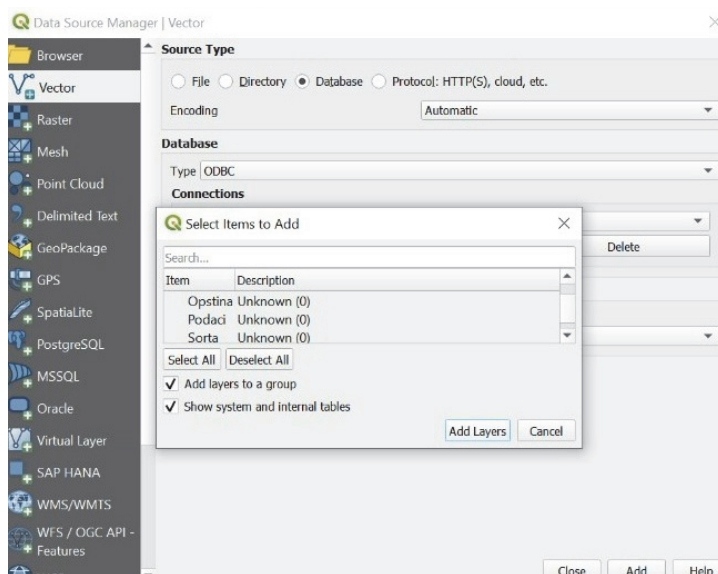 Data Source Manager | Vector
Browser
Vector
Raster
Mesh
Point Cloud
Delimited Text
GeoPackage
GPS
SpatiaLite
PostgreSQL
MSSQL
Oracle
Virtual Layer
SAP HANA
WMS/WMTS
WFS / OGC API -
Features
Source Type
File Directory Database Protocol: HTTP(S), cloud, etc.
Encoding Automatic
Database
Type ODBC
Connections
Delete
Select Items to Add
Search...
Item Description
Opstina Unknown (0)
Podaci Unknown (0)
Sorta Unknown (0)
Select All Deselect All
Add layers to a group
Show system and internal tables
Add Layers Cancel
Close Add Help